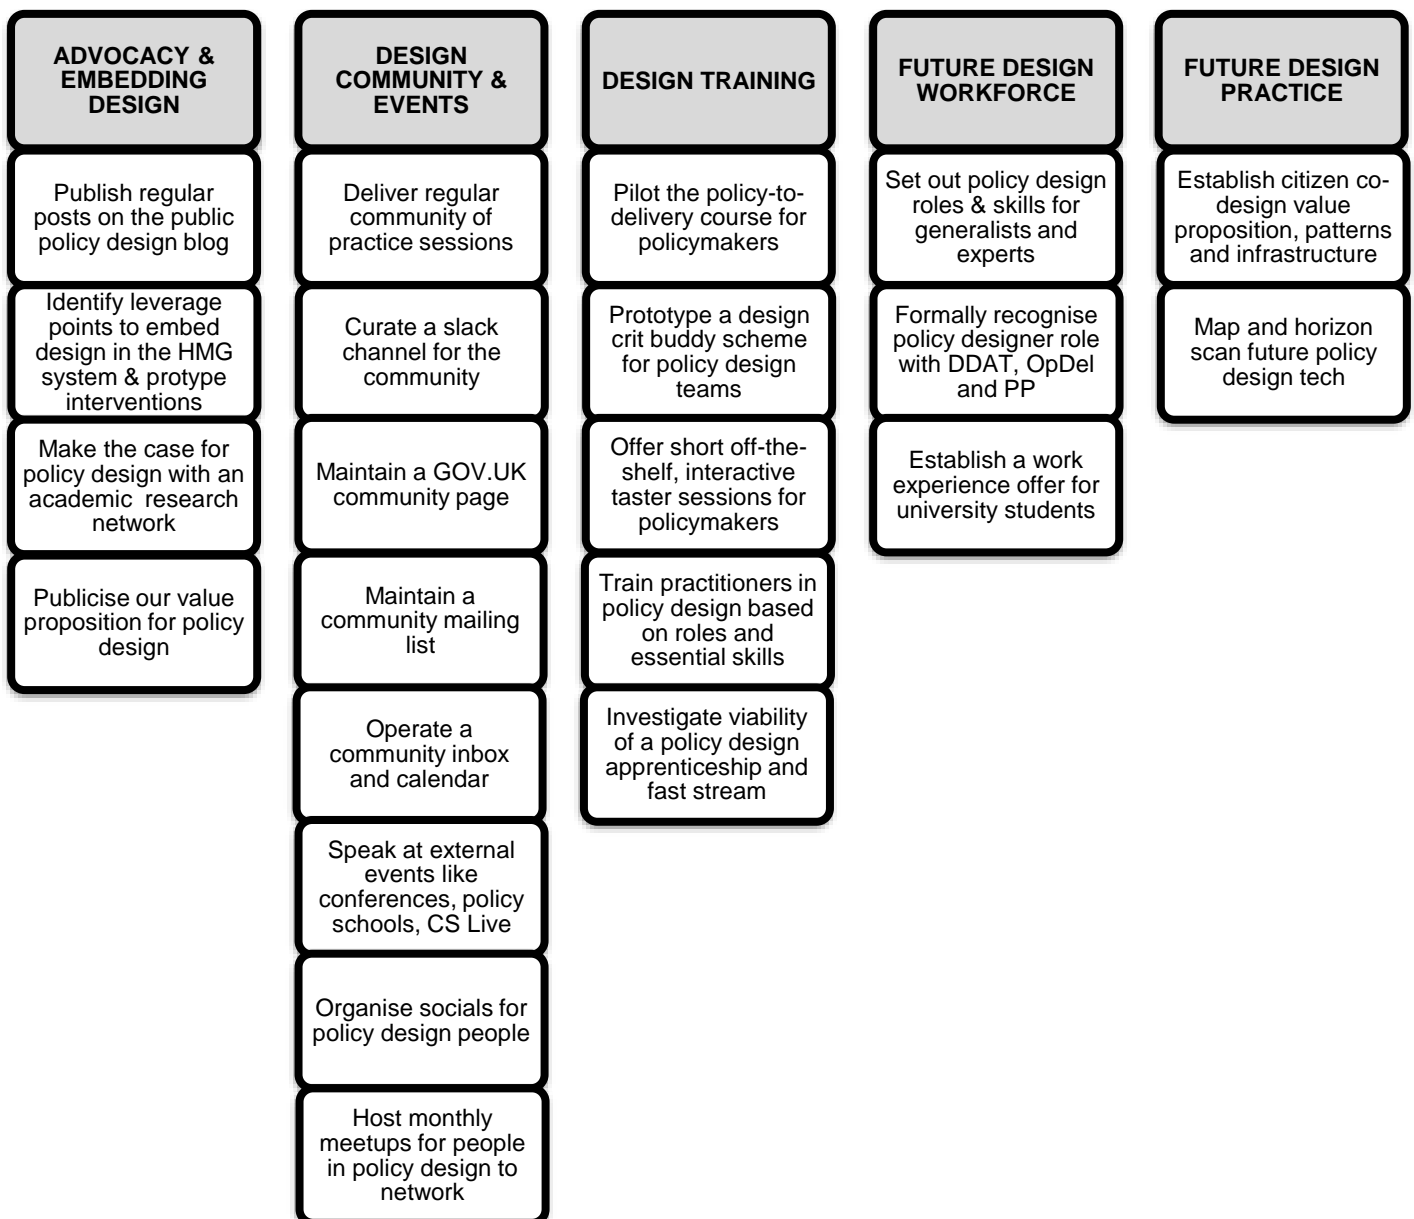 ADVOCACY &
EMBEDDING
DESIGN
Publish regular
posts on the public
policy design blog
Identify leverage
points to embed
design in the HMG
system & protype
interventions
Make the case for
policy design with an
academic research
network
Publicise our value
proposition for policy
design
DESIGN
COMMUNITY &
EVENTS
Deliver regular
community of
practice sessions
Curate a slack
channel for the
community
Maintain a GOV.UK
community page
Maintain a
community mailing
list
Operate a
community inbox
and calendar
Speak at external
events like
conferences, policy
schools, CS Live
Organise socials for
policy design people
Host monthly
meetups for people
in policy design to
network
DESIGN TRAINING
Pilot the policy-to-
delivery course for
policymakers
Prototype a design
crit buddy scheme
for policy design
teams
Offer short off-the-
shelf, interactive
taster sessions for
policymakers
Train practitioners in
policy design based
on roles and
essential skills
Investigate viability
of a policy design
apprenticeship and
fast stream
FUTURE DESIGN
WORKFORCE
Set out policy design
roles & skills for
generalists and
experts
Formally recognise
policy designer role
with DDAT, OpDel
and PP
Establish a work
experience offer for
university students
FUTURE DESIGN
PRACTICE
Establish citizen co-
design value
proposition, patterns
and infrastructure
Map and horizon
scan future policy
design tech